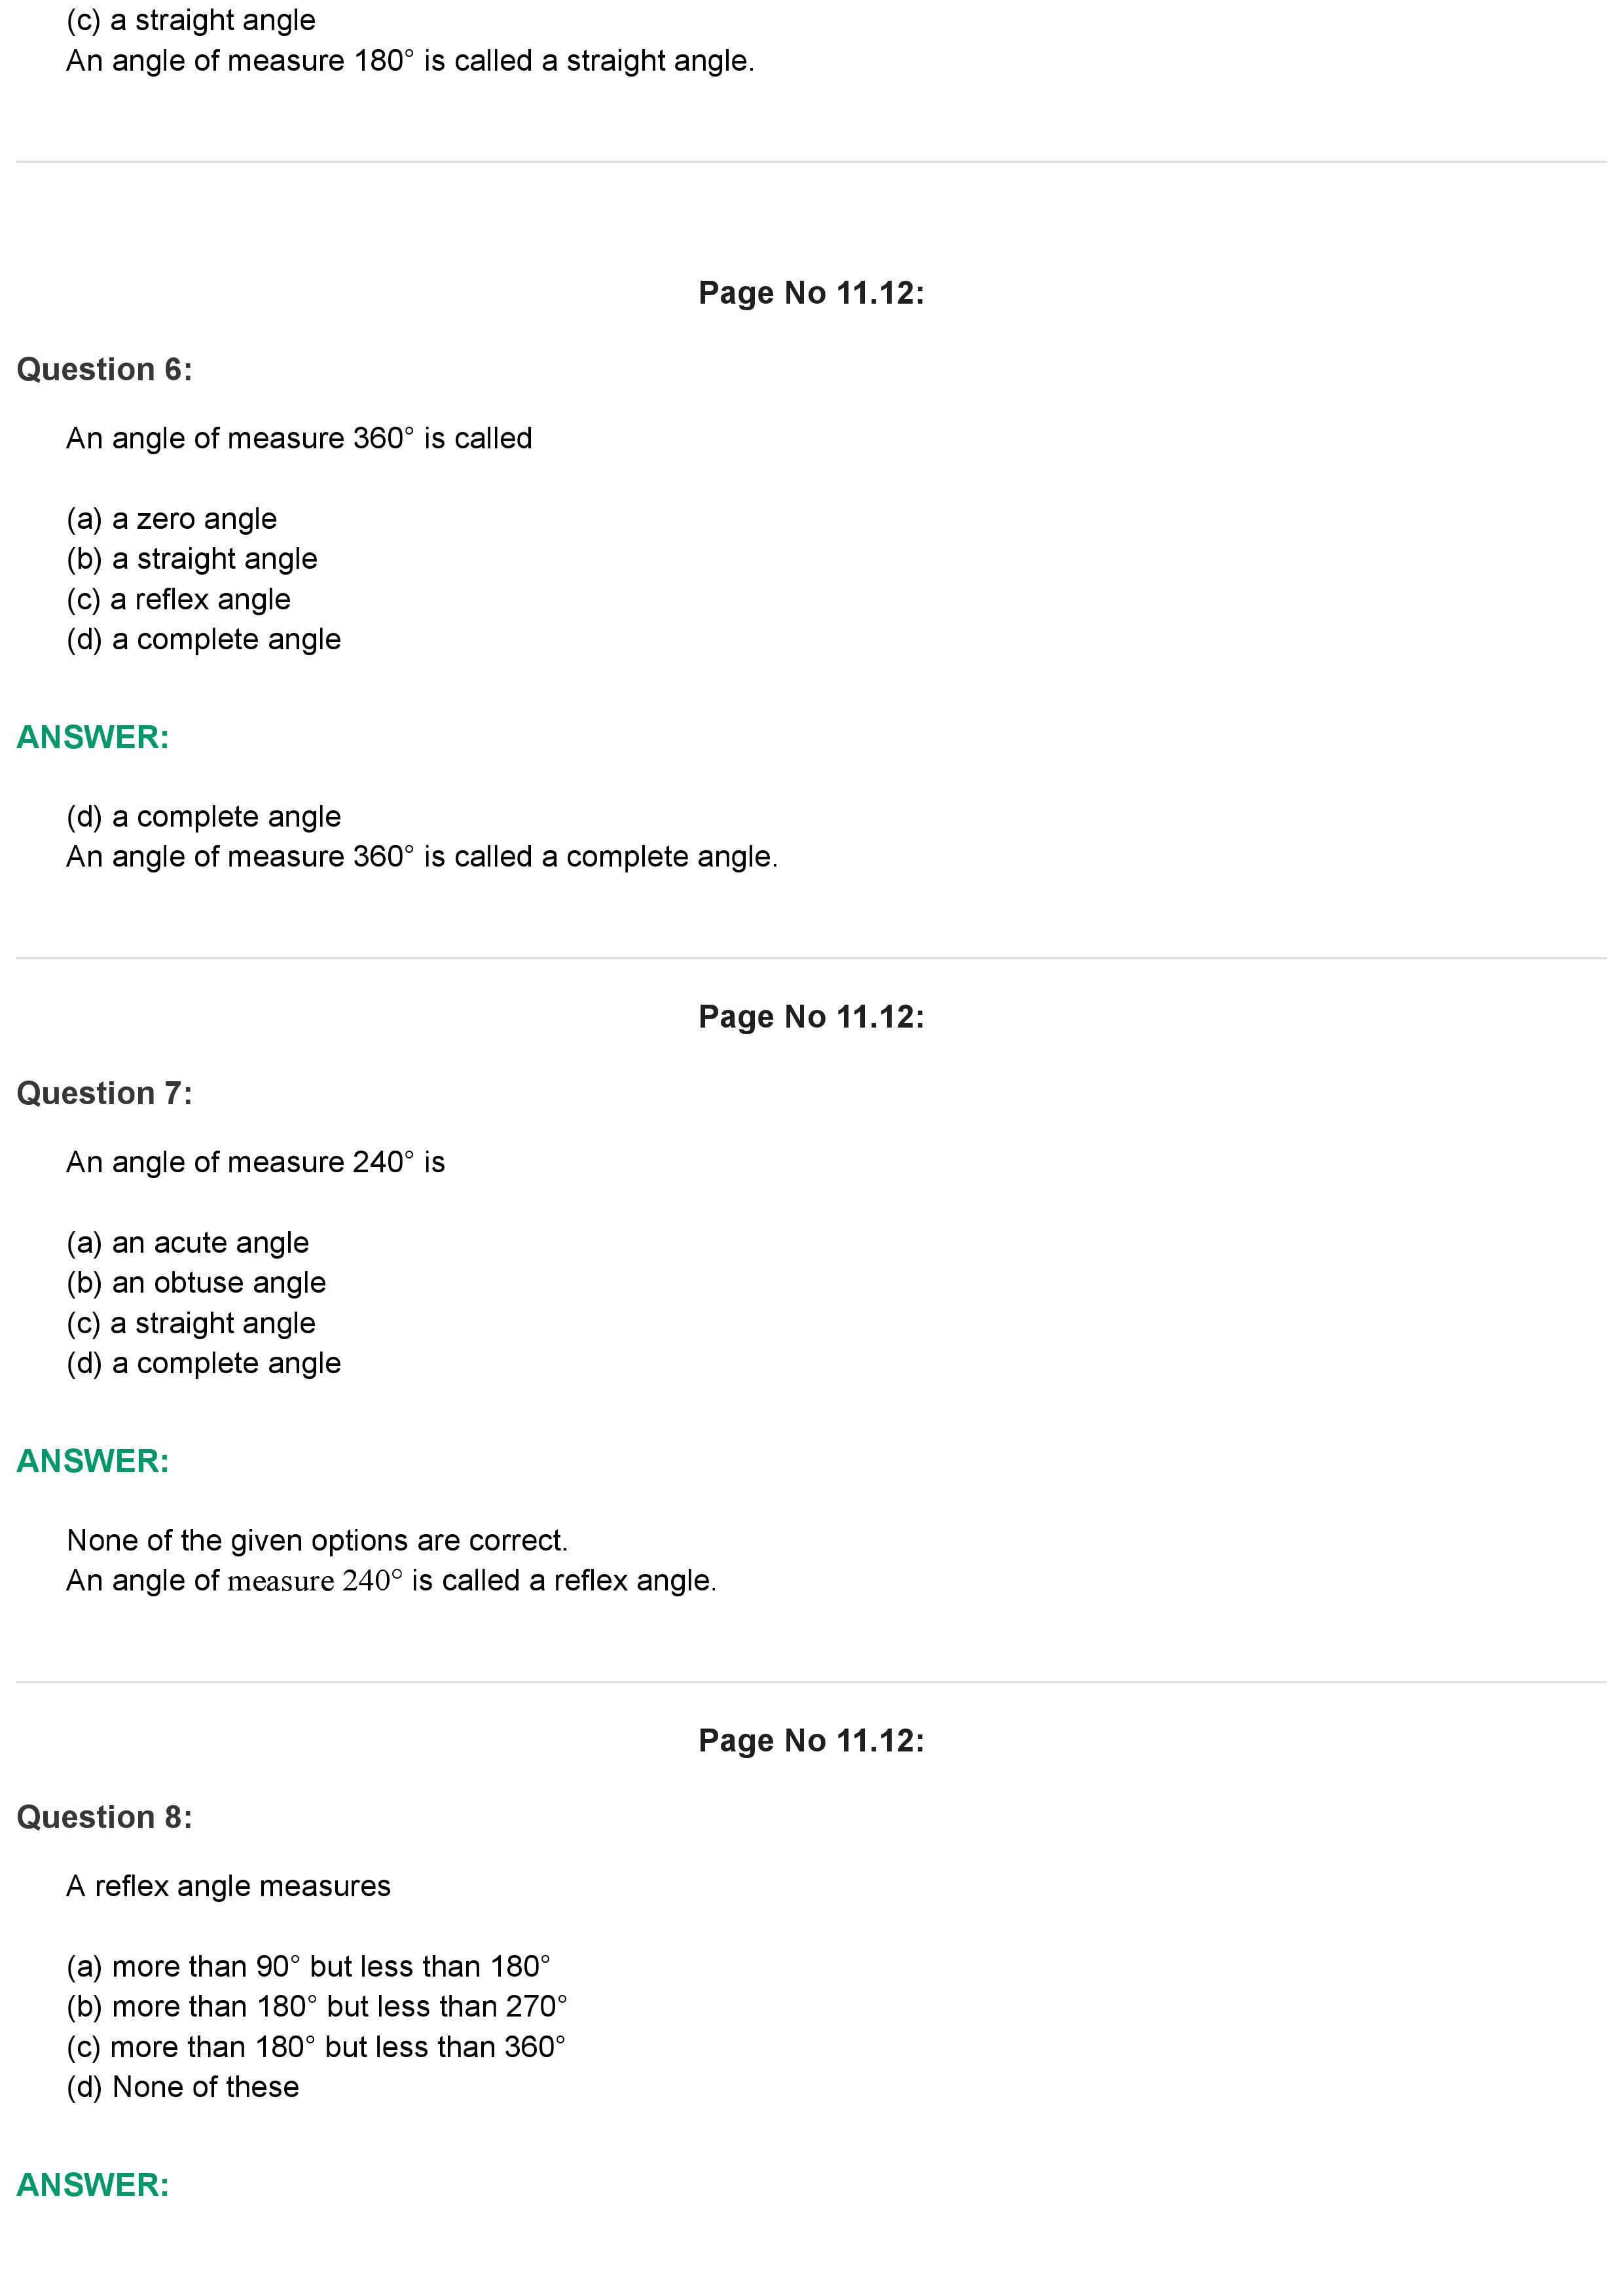 (c) a straight angle
An angle of measure 180° is called a straight angle.
Page No 11.12:
Question 6:
An angle of measure 360° is called
(a) a zero angle
(b) a straight angle
(c) a reflex angle
(d) a complete angle
ANSWER:
(d) a complete angle
An angle of measure 360° is called a complete angle.
Page No 11.12:
Question 7:
An angle of measure 240° is
(a) an acute angle
(b) an obtuse angle
(c) a straight angle
(d) a complete angle
ANSWER:
None of the given options are correct.
An angle of measure 240° is called a reflex angle.
Page No 11.12:
Question 8:
A reflex angle measures
(a) more than 90° but less than 180°
(b) more than 180° but less than 270°
(c) more than 180° but less than 360°
(d) None of these
ANSWER: